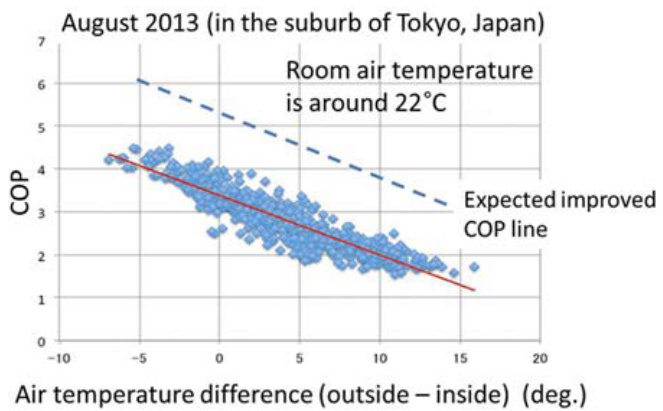 August 2013 (in the suburb of Tokyo, Japan)
7
6
5
4
3
2
1
0
COP
Room air temperature
is around 22°C
Expected improved
COP line
-10
-5
0
5
10
15
20
Air temperature difference (outside – inside) (deg.)